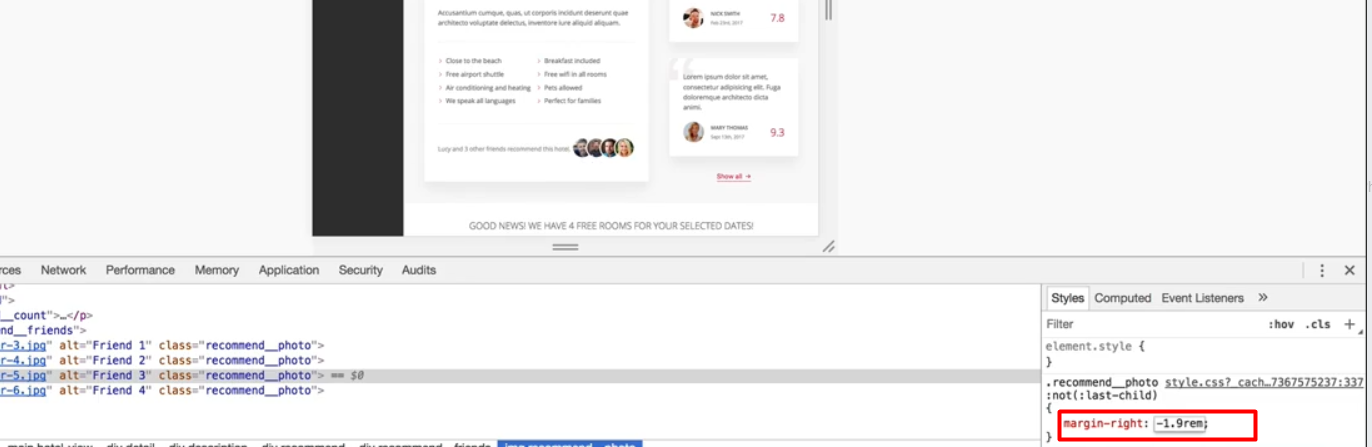 Accusantium cumque, quas, ut corporis incidunt deserunt quae
architecto voluptate delectus, inventore iure aliquid aliquam.
› Close to the beach
› Free airport shuttle
› Air conditioning and heating
› We speak all languages
› Breakfast included
› Free wifi in all rooms
› Pets allowed
› Perfect for families
Lucy and 3 other friends recommend this hotel.
NICK SMITH
Feb 23rd, 2017
7.8
Lorem ipsum dolor sit amet,
consectetur adipisicing elit. Fuga
doloremque architecto dicta
animi.
MARY THOMAS
Sept 13th, 2017
9.3
Show all →
GOOD NEWS! WE HAVE 4 FREE ROOMS FOR YOUR SELECTED DATES!
rces Network Performance Memory Application Security Audits
">
__count">…</p>
nd__friends">
r-3.jpg" alt="Friend 1" class="recommend__photo">
r-4.jpg" alt="Friend 2" class="recommend__photo">
r-5.jpg" alt="Friend 3" class="recommend__photo"> == $0
r-6.jpg" alt="Friend 4" class="recommend__photo">
Styles Computed Event Listeners »
Filter :hov .cls +
element.style {
}
.recommend__photo style.css?_cach…7367575237:337
:not(:last-child)
{
margin-right: -1.9rem;
}